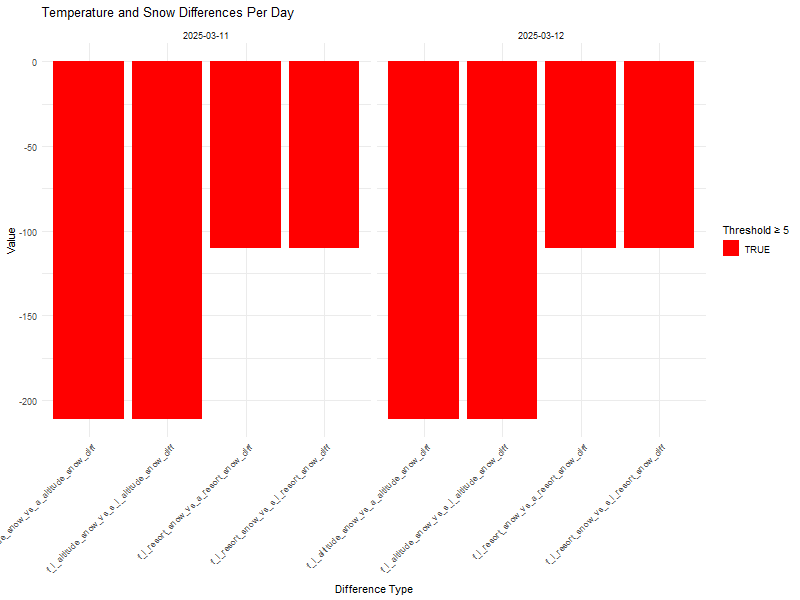 Temperature and Snow Differences Per Day
2025-03-11
2025-03-12
0
-50
-100
-150
-200
Value
f_l_altitude_snow_vs_a_l_altitude_snow_diff
f_l_resort_snow_vs_a_resort_snow_diff
f_l_resort_snow_vs_a_l_resort_snow_diff
f_l_altitude_snow_vs_a_altitude_snow_diff
f_l_altitude_snow_vs_a_l_altitude_snow_diff
f_l_resort_snow_vs_a_resort_snow_diff
f_l_resort_snow_vs_a_l_resort_snow_diff
Difference Type
Threshold ≥ 5
TRUE